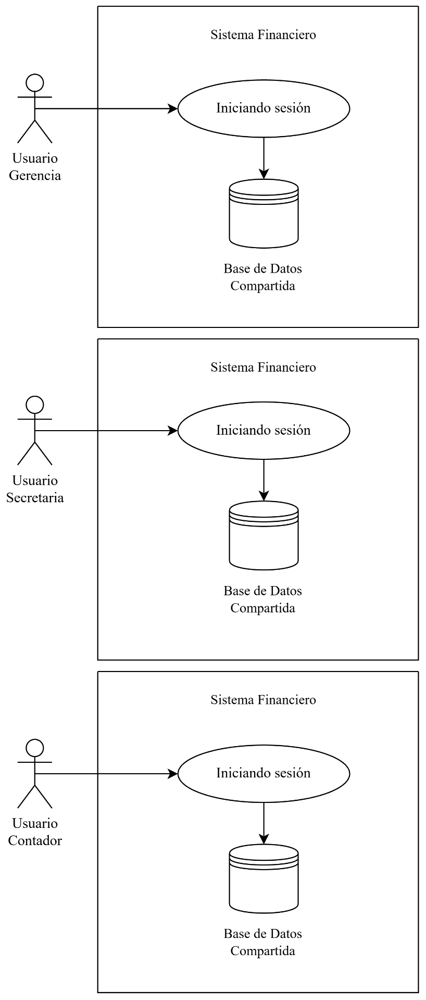 Sistema Financiero
Iniciando sesión
Usuario
Gerencia
Base de Datos
Compartida
Sistema Financiero
Iniciando sesión
Usuario
Secretaria
Base de Datos
Compartida
Sistema Financiero
Iniciando sesión
Usuario
Contador
Base de Datos
Compartida